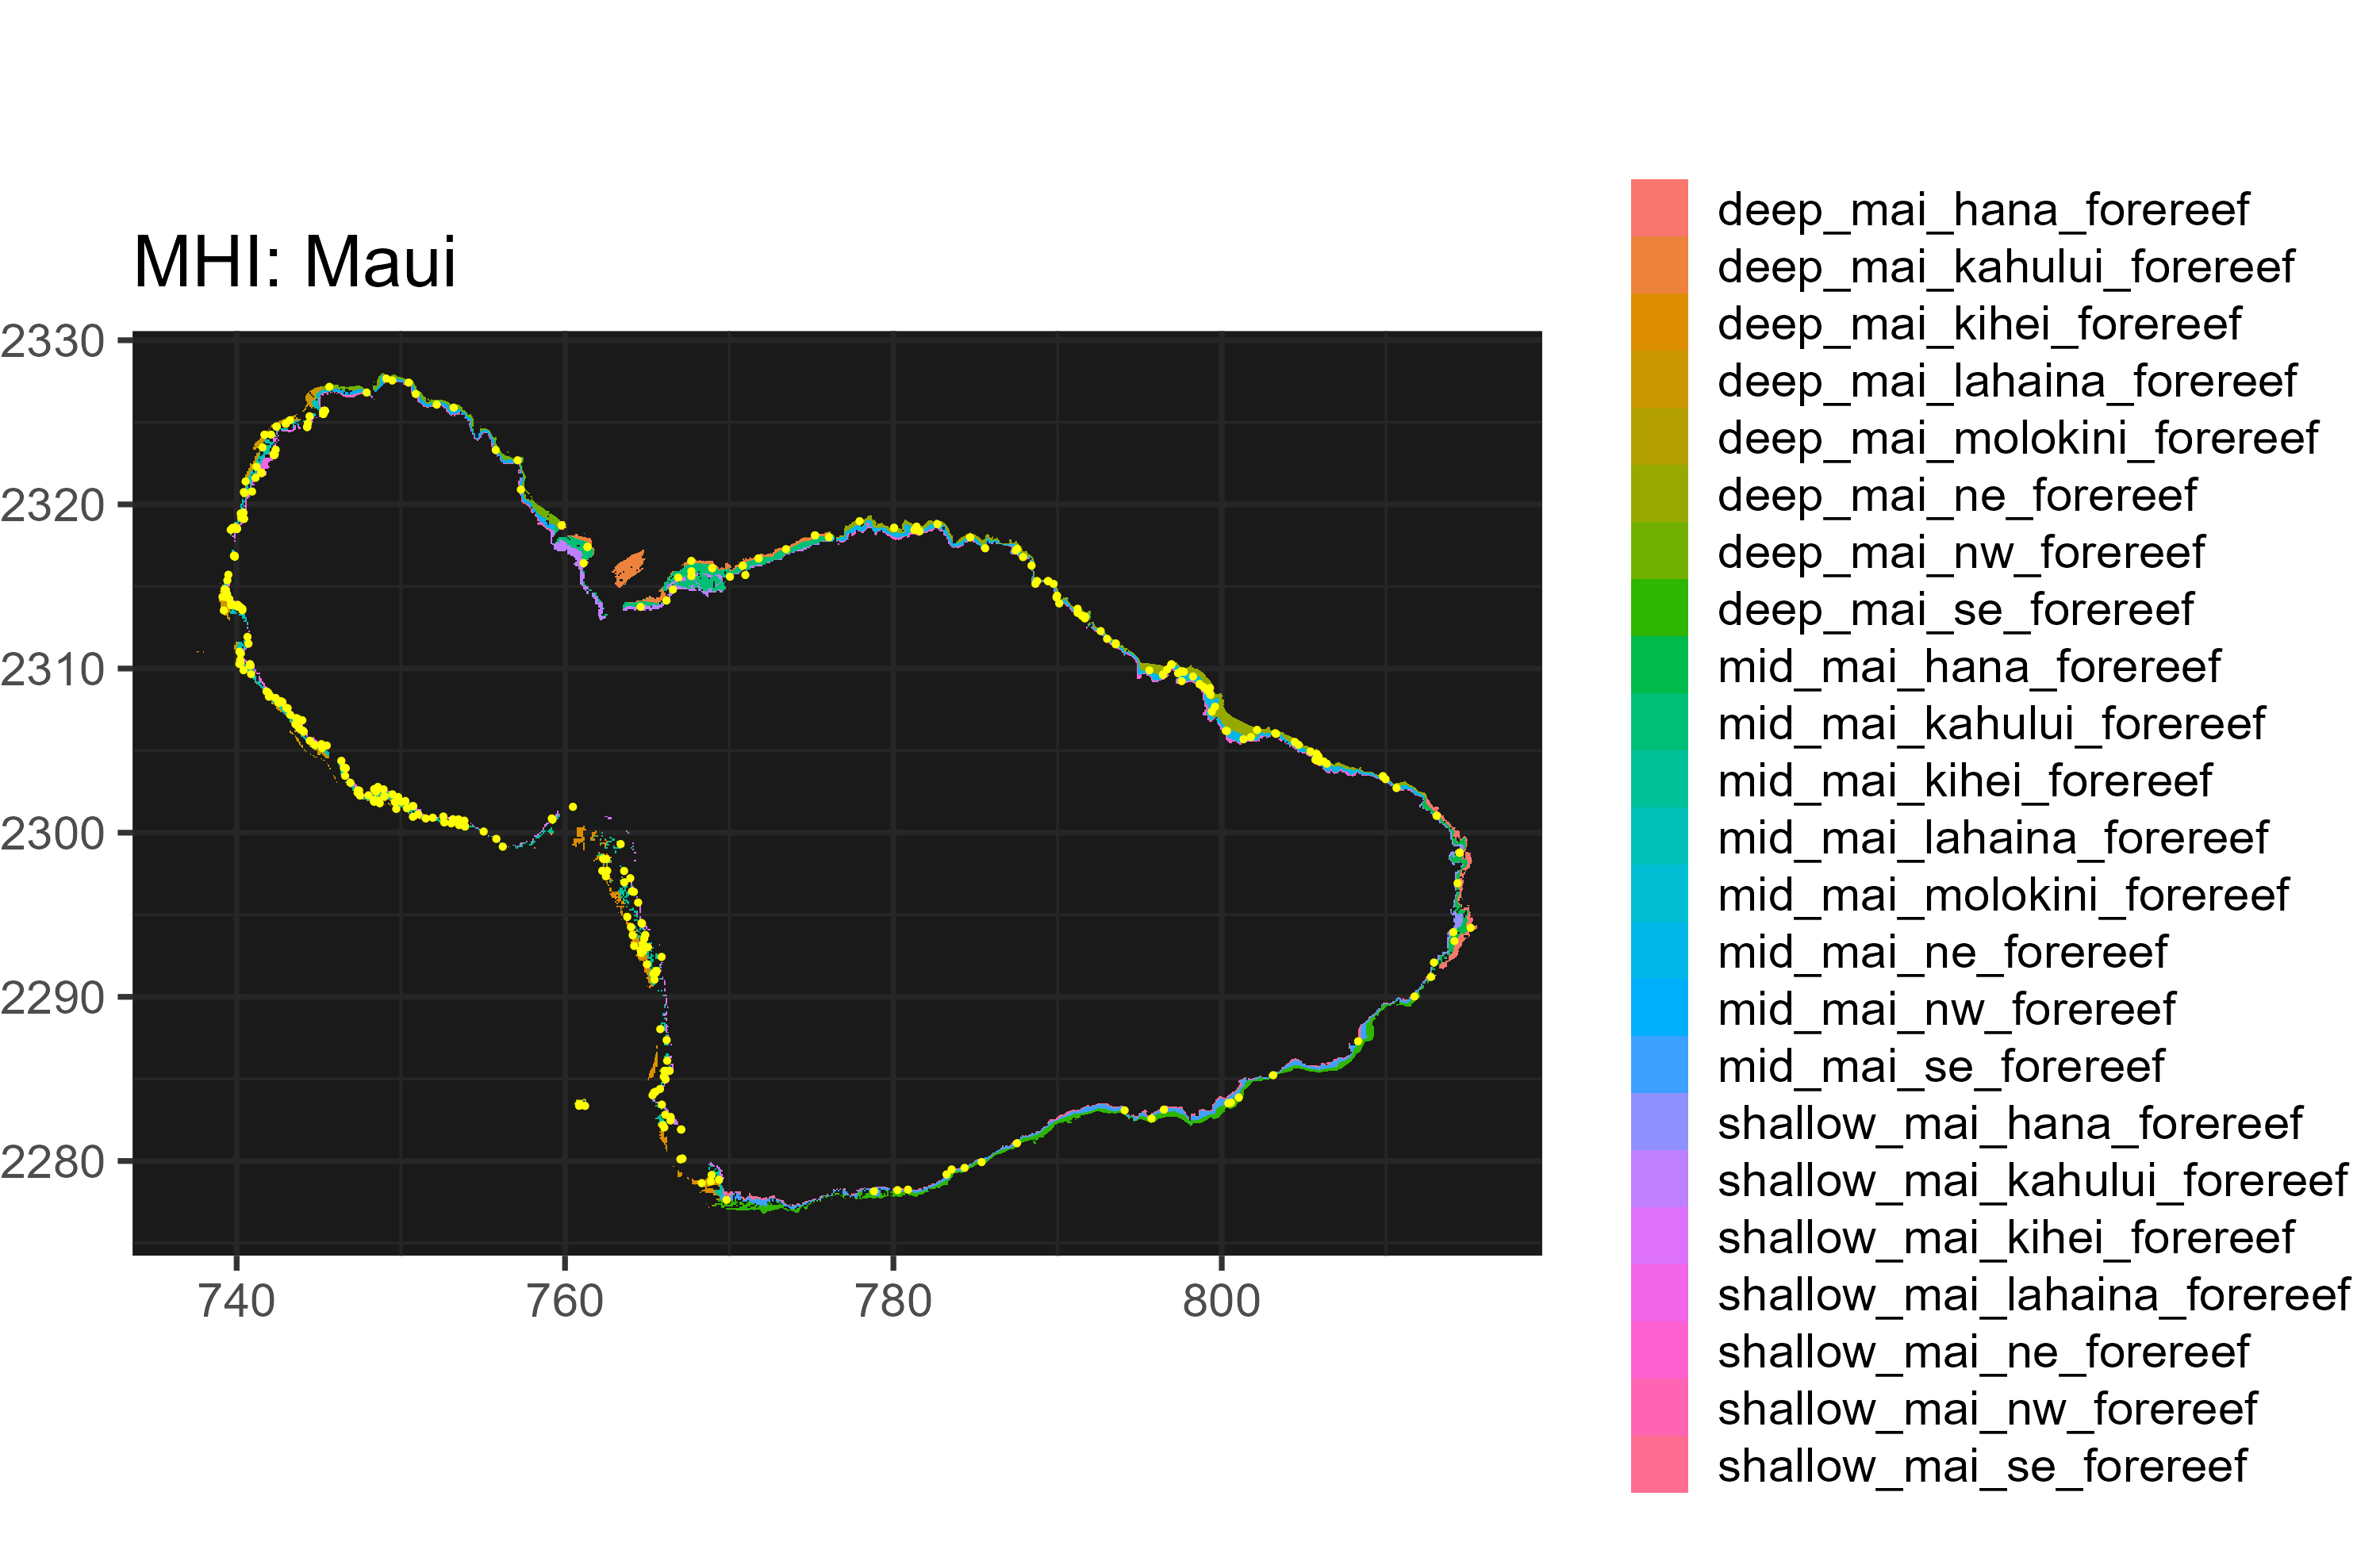 MHI: Maui
2330
2320
2310
2300
2290
2280
740 760 780 800
deep_mai_hana_forereef
deep_mai_kahului_forereef
deep_mai_kihei_forereef
deep_mai_lahaina_forereef
deep_mai_molokini_forereef
deep_mai_ne_forereef
deep_mai_nw_forereef
deep_mai_se_forereef
mid_mai_hana_forereef
mid_mai_kahului_forereef
mid_mai_kihei_forereef
mid_mai_lahaina_forereef
mid_mai_molokini_forereef
mid_mai_ne_forereef
mid_mai_nw_forereef
mid_mai_se_forereef
shallow_mai_hana_forereef
shallow_mai_kahului_forereef
shallow_mai_kihei_forereef
shallow_mai_lahaina_forereef
shallow_mai_ne_forereef
shallow_mai_nw_forereef
shallow_mai_se_forereef